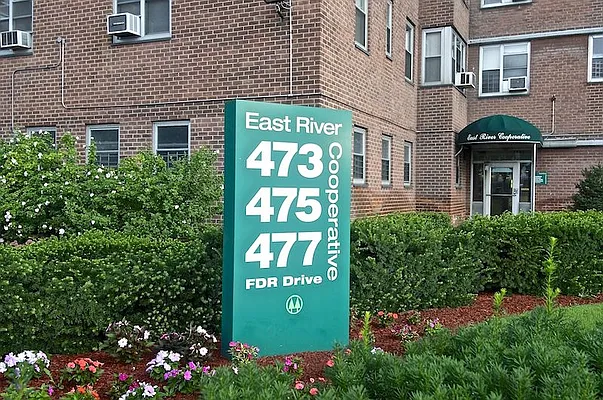 East River
Cooperative
473
475
477
FDR Drive
East River Cooperative